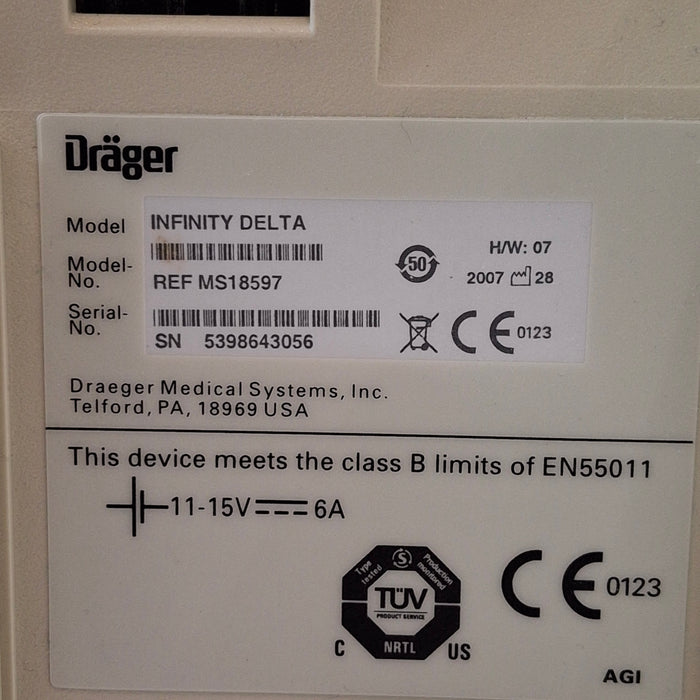 Dräger
Model INFINITY DELTA
Model-No. REF MS18597
Serial-No. SN 5398643056
50
H/W: 07
2007 28
0123
Draeger Medical Systems, Inc.
Telford, PA, 18969 USA
This device meets the class B limits of EN55011
11-15V 6A
Type tested
S
Production monitored
TÜV
PRODUCT SERVICE
C NRTL US
CE 0123
AGI